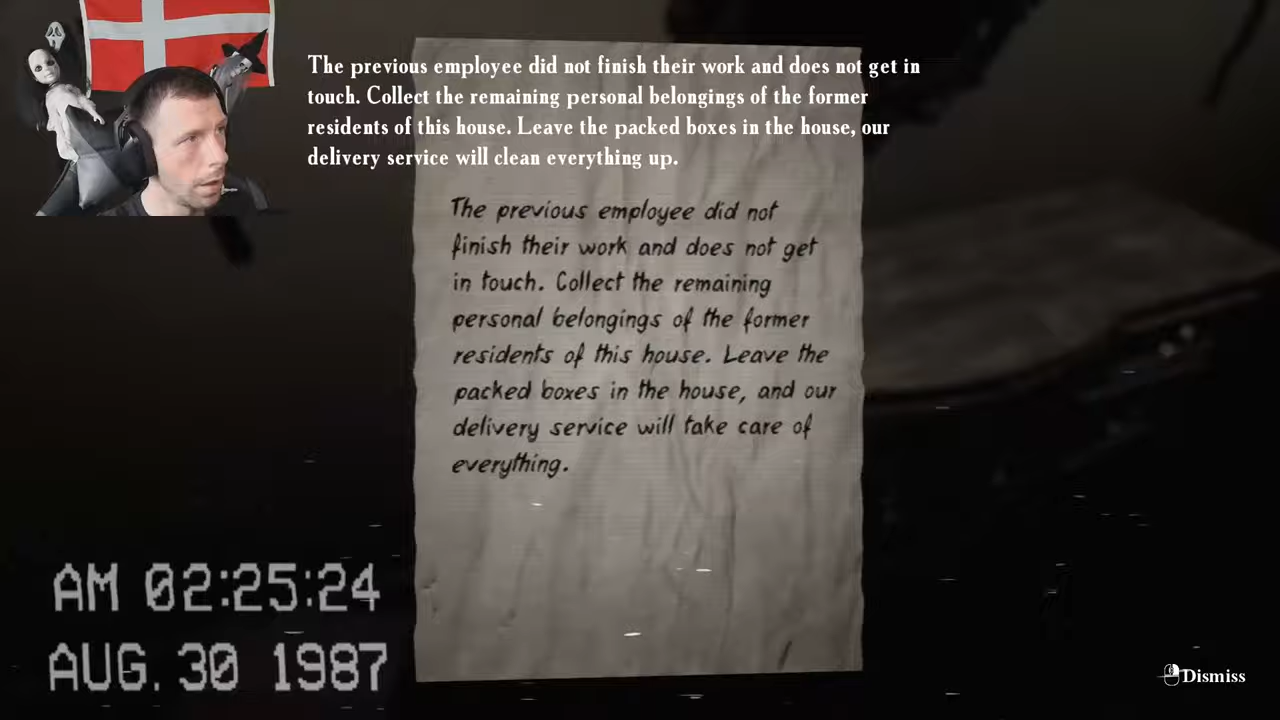 The previous employee did not finish their work and does not get in
touch. Collect the remaining personal belongings of the former
residents of this house. Leave the packed boxes in the house, our
delivery service will clean everything up.
The previous employee did not
finish their work and does not get
in touch. Collect the remaining
personal belongings of the former
residents of this house. Leave the
packed boxes in the house, and our
delivery service will take care of
everything.
AM 02:25:24
AUG. 30 1987
Dismiss